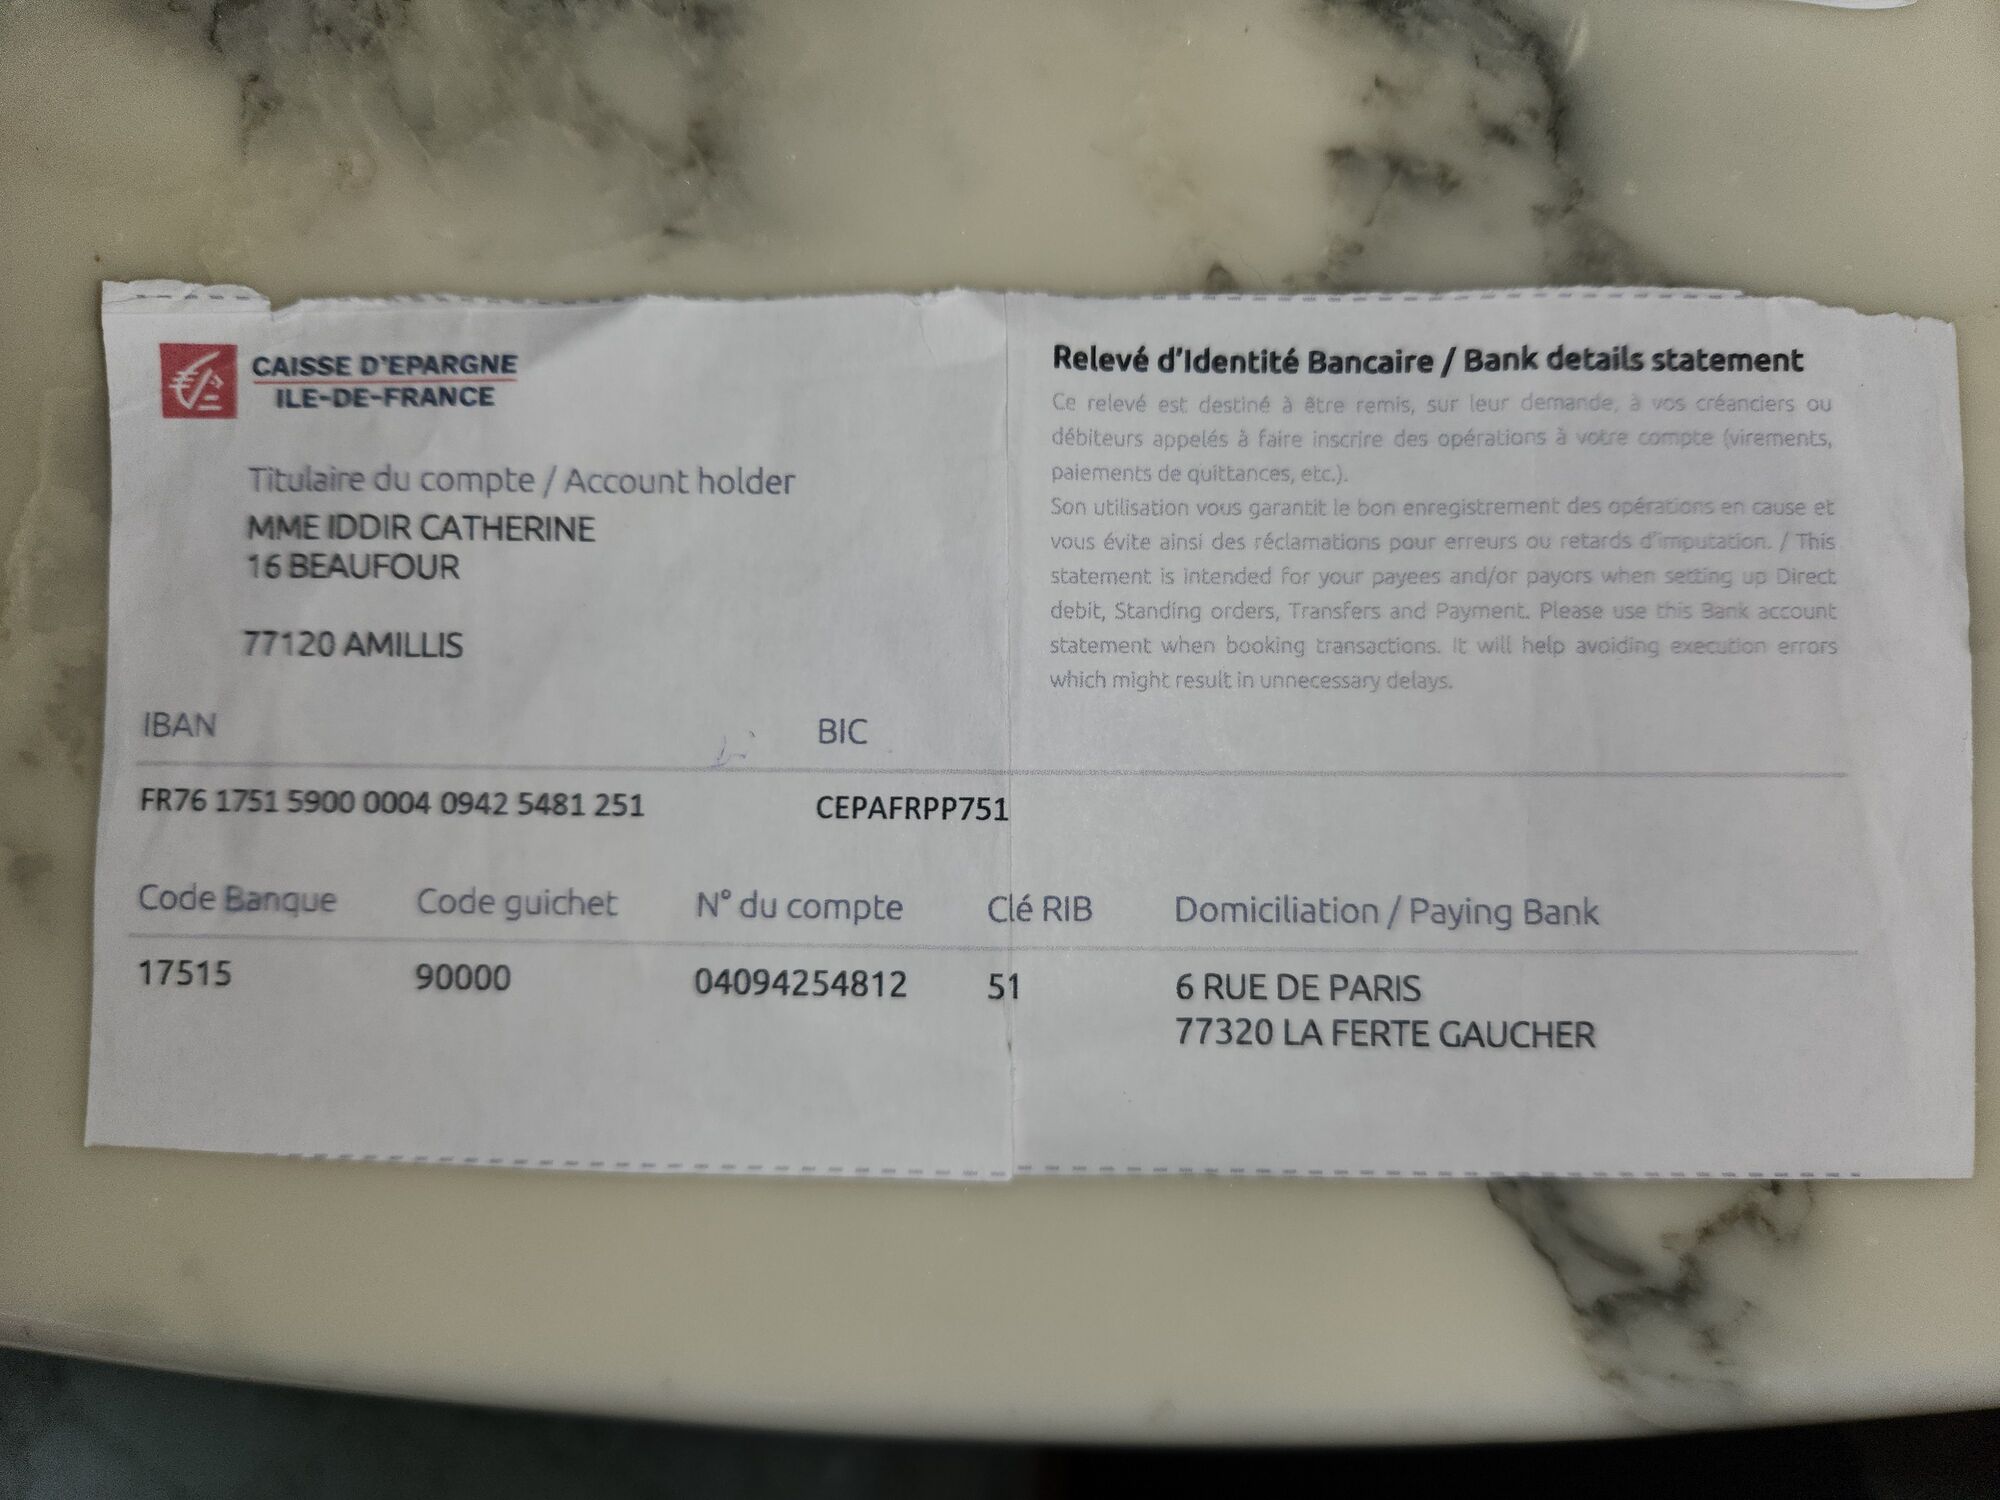 CAISSE D'EPARGNE
ILE-DE-FRANCE
Titulaire du compte / Account holder
MME IDDIR CATHERINE
16 BEAUFOUR
77120 AMILLIS
Relevé d'Identité Bancaire / Bank details statement
Ce relevé est destiné à être remis, sur leur demande, à vos créanciers ou
débiteurs appelés à faire inscrire des opérations à votre compte (virements,
paiements de quittances, etc.).
Son utilisation vous garantit le bon enregistrement des opérations en cause et
vous évite ainsi des réclamations pour erreurs ou retards d'imputation. / This
statement is intended for your payees and/or payors when setting up Direct
debit, Standing orders, Transfers and Payment. Please use this Bank account
statement when booking transactions. It will help avoiding execution errors
which might result in unnecessary delays.
IBAN BIC
FR76 1751 5900 0004 0942 5481 251 CEPAFRPP751
Code Banque Code guichet N° du compte Clé RIB Domiciliation / Paying Bank
17515 90000 04094254812 51 6 RUE DE PARIS
77320 LA FERTE GAUCHER